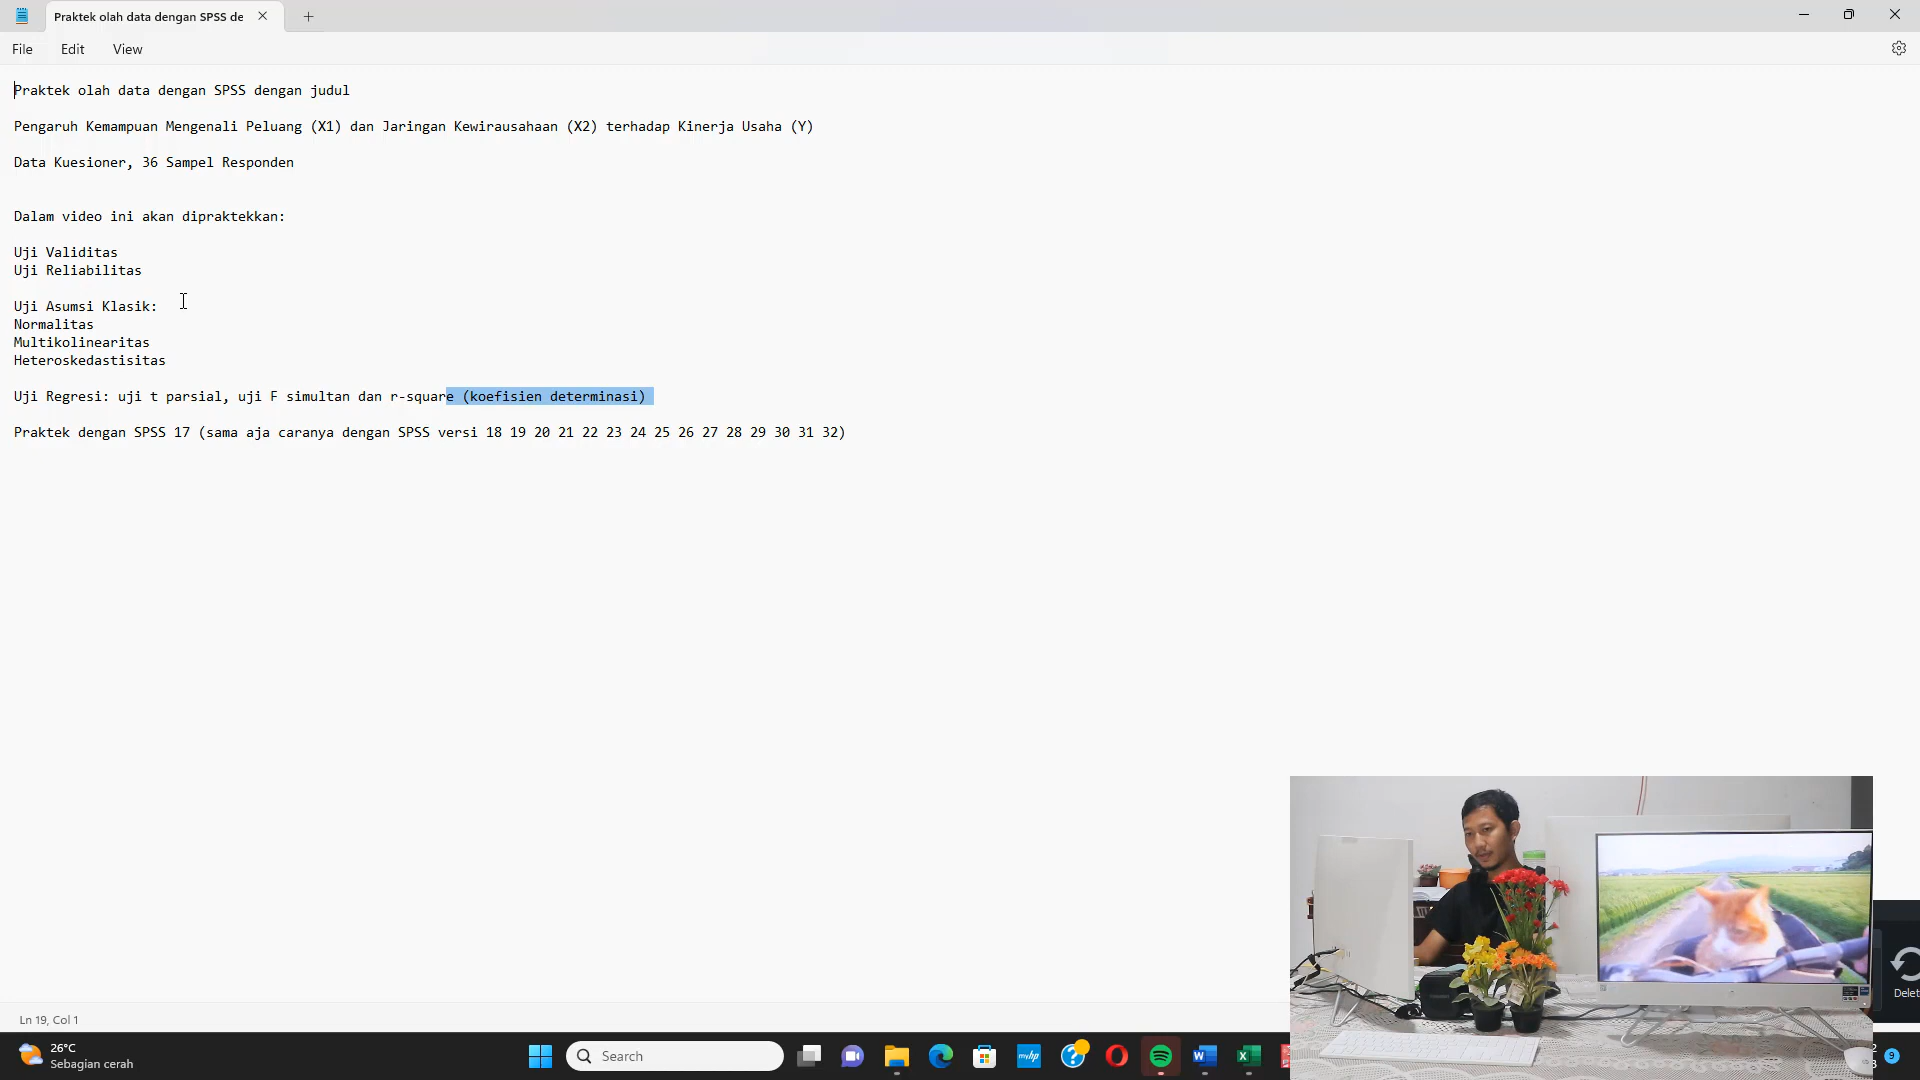 Praktek olah data dengan SPSS de
File Edit View
Praktek olah data dengan SPSS dengan judul
Pengaruh Kemampuan Mengenali Peluang (X1) dan Jaringan Kewirausahaan (X2) terhadap Kinerja Usaha (Y)
Data Kuesioner, 36 Sampel Responden
Dalam video ini akan dipraktekkan:
Uji Validitas
Uji Reliabilitas
Uji Asumsi Klasik:
Normalitas
Multikolinearitas
Heteroskedastisitas
Uji Regresi: uji t parsial, uji F simultan dan r-square (koefisien determinasi)
Praktek dengan SPSS 17 (sama aja caranya dengan SPSS versi 18 19 20 21 22 23 24 25 26 27 28 29 30 31 32)
Delet
Ln 19, Col 1
26°C
Sebagian cerah
Search
myhp
9